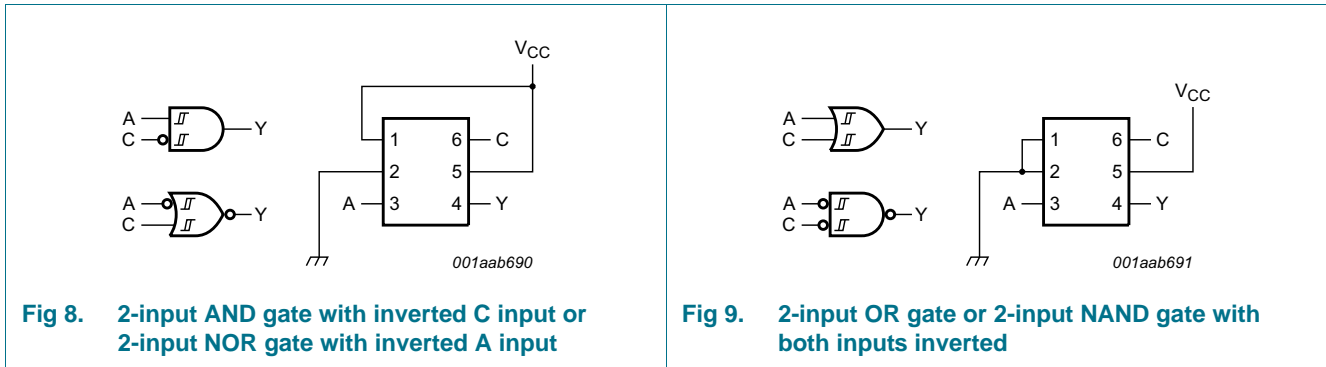 VCC
A
C
Y
1
6
C
2
5
A
3
4
Y
A
C
Y
001aab690
Fig 8. 2-input AND gate with inverted C input or
2-input NOR gate with inverted A input
VCC
A
C
Y
1
6
C
2
5
A
3
4
Y
A
C
Y
001aab691
Fig 9. 2-input OR gate or 2-input NAND gate with
both inputs inverted